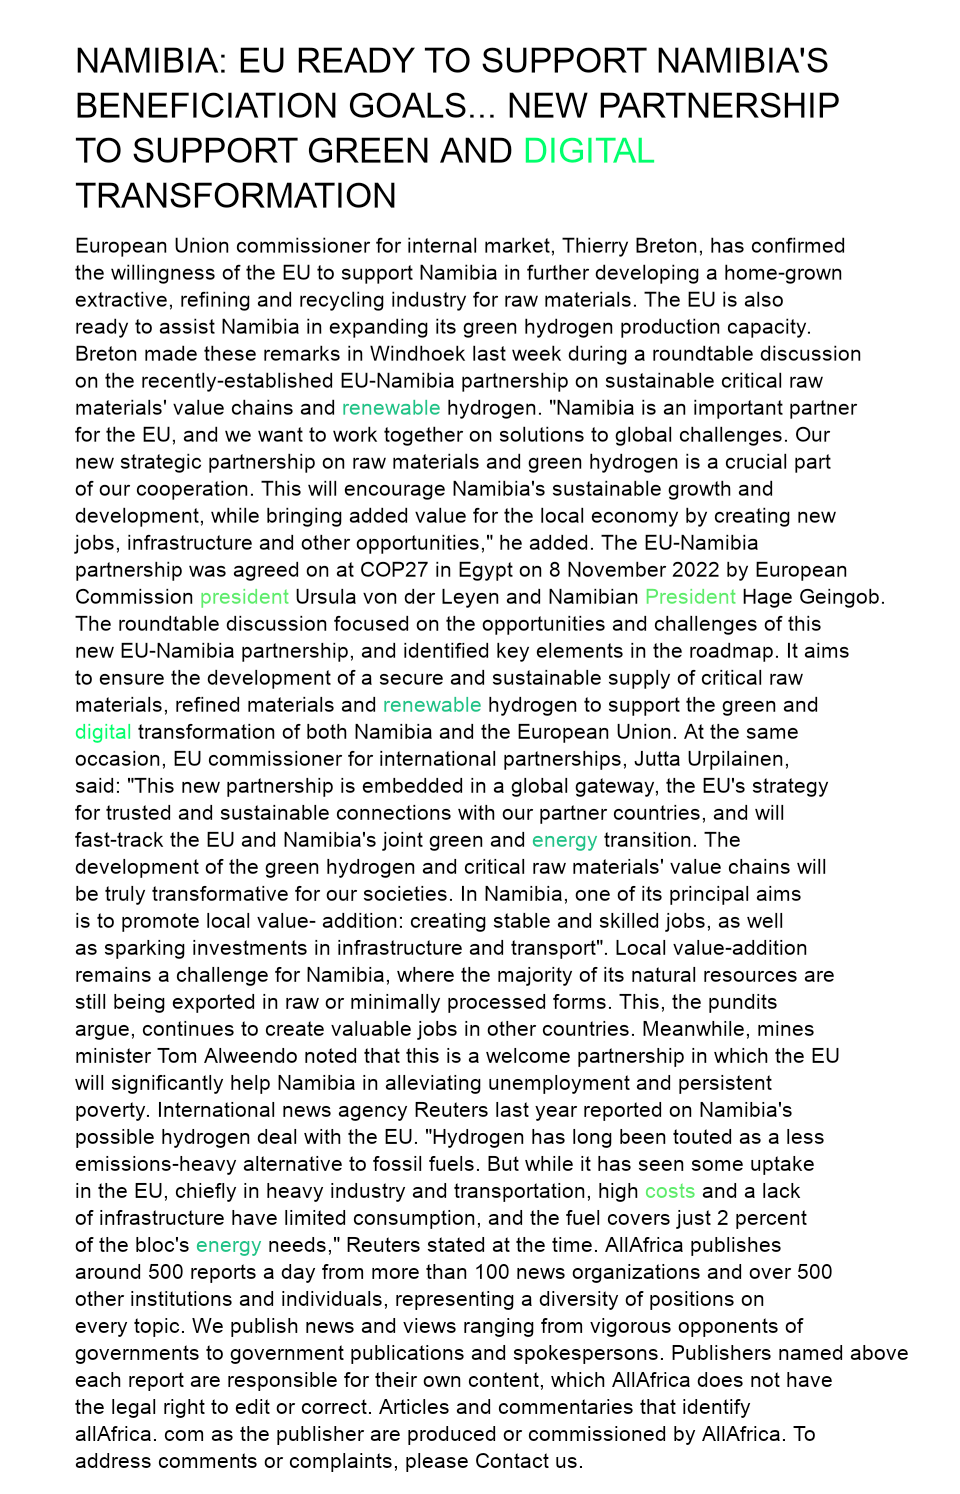 NAMIBIA: EU READY TO SUPPORT NAMIBIA'S
BENEFICIATION GOALS... NEW PARTNERSHIP
TO SUPPORT GREEN AND DIGITAL
TRANSFORMATION
European Union commissioner for internal market, Thierry Breton, has confirmed
the willingness of the EU to support Namibia in further developing a home-grown
extractive, refining and recycling industry for raw materials. The EU is also
ready to assist Namibia in expanding its green hydrogen production capacity.
Breton made these remarks in Windhoek last week during a roundtable discussion
on the recently-established EU-Namibia partnership on sustainable critical raw
materials' value chains and renewable hydrogen. "Namibia is an important partner
for the EU, and we want to work together on solutions to global challenges. Our
new strategic partnership on raw materials and green hydrogen is a crucial part
of our cooperation. This will encourage Namibia's sustainable growth and
development, while bringing added value for the local economy by creating new
jobs, infrastructure and other opportunities," he added. The EU-Namibia
partnership was agreed on at COP27 in Egypt on 8 November 2022 by European
Commission president Ursula von der Leyen and Namibian President Hage Geingob.
The roundtable discussion focused on the opportunities and challenges of this
new EU-Namibia partnership, and identified key elements in the roadmap. It aims
to ensure the development of a secure and sustainable supply of critical raw
materials, refined materials and renewable hydrogen to support the green and
digital transformation of both Namibia and the European Union. At the same
occasion, EU commissioner for international partnerships, Jutta Urpilainen,
said: "This new partnership is embedded in a global gateway, the EU's strategy
for trusted and sustainable connections with our partner countries, and will
fast-track the EU and Namibia's joint green and energy transition. The
development of the green hydrogen and critical raw materials' value chains will
be truly transformative for our societies. In Namibia, one of its principal aims
is to promote local value- addition: creating stable and skilled jobs, as well
as sparking investments in infrastructure and transport". Local value-addition
remains a challenge for Namibia, where the majority of its natural resources are
still being exported in raw or minimally processed forms. This, the pundits
argue, continues to create valuable jobs in other countries. Meanwhile, mines
minister Tom Alweendo noted that this is a welcome partnership in which the EU
will significantly help Namibia in alleviating unemployment and persistent
poverty. International news agency Reuters last year reported on Namibia's
possible hydrogen deal with the EU. "Hydrogen has long been touted as a less
emissions-heavy alternative to fossil fuels. But while it has seen some uptake
in the EU, chiefly in heavy industry and transportation, high costs and a lack
of infrastructure have limited consumption, and the fuel covers just 2 percent
of the bloc's energy needs," Reuters stated at the time. AllAfrica publishes
around 500 reports a day from more than 100 news organizations and over 500
other institutions and individuals, representing a diversity of positions on
every topic. We publish news and views ranging from vigorous opponents of
governments to government publications and spokespersons. Publishers named above
each report are responsible for their own content, which AllAfrica does not have
the legal right to edit or correct. Articles and commentaries that identify
allAfrica. com as the publisher are produced or commissioned by AllAfrica. To
address comments or complaints, please Contact us.